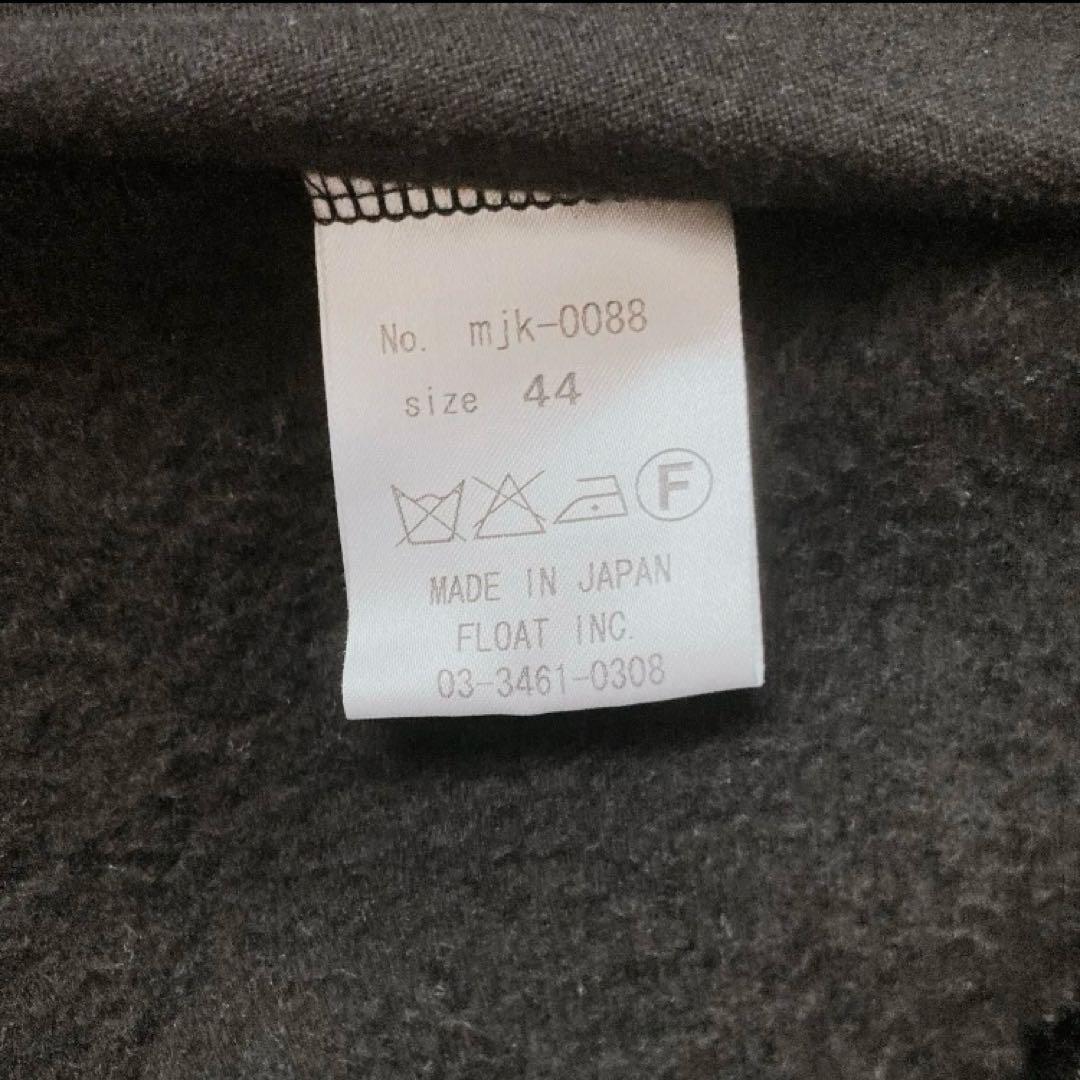 No. mjk-0088
size 44
F
MADE IN JAPAN
FLOAT INC.
03-3461-0308